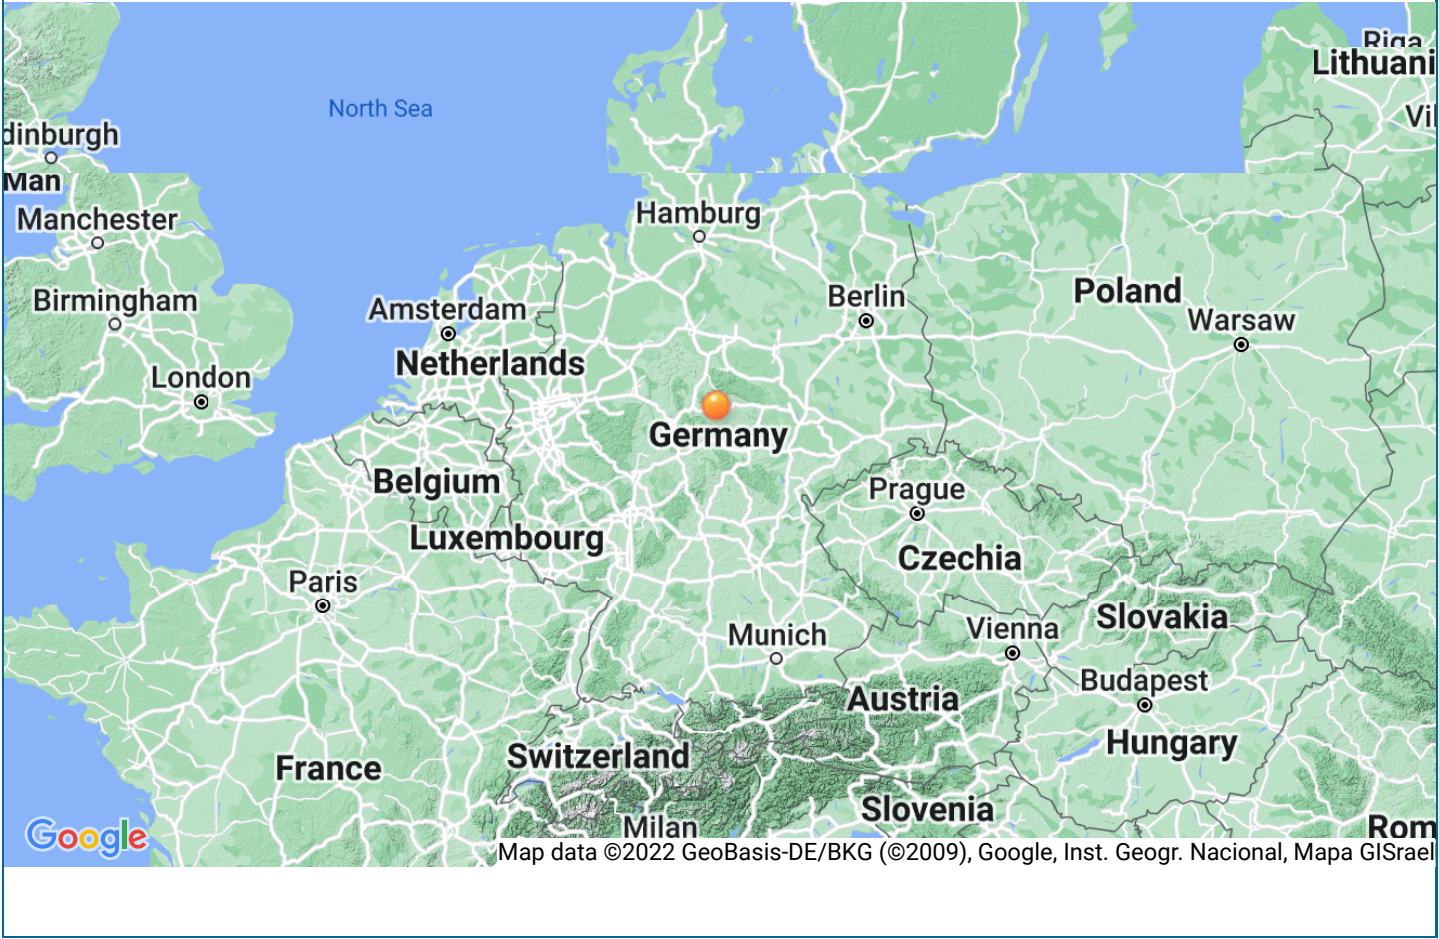 Riga
Lithuani
North Sea
Vil
dinburgh
Man
Manchester
Hamburg
Birmingham
Amsterdam
Berlin
Poland
Warsaw
Netherlands
London
Germany
Belgium
Prague
Luxembourg
Czechia
Paris
Slovakia
Munich
Vienna
Budapest
Austria
Hungary
Switzerland
France
Slovenia
Milan
Rom
Google
Map data ©2022 GeoBasis-DE/BKG (©2009), Google, Inst. Geogr. Nacional, Mapa GISrael